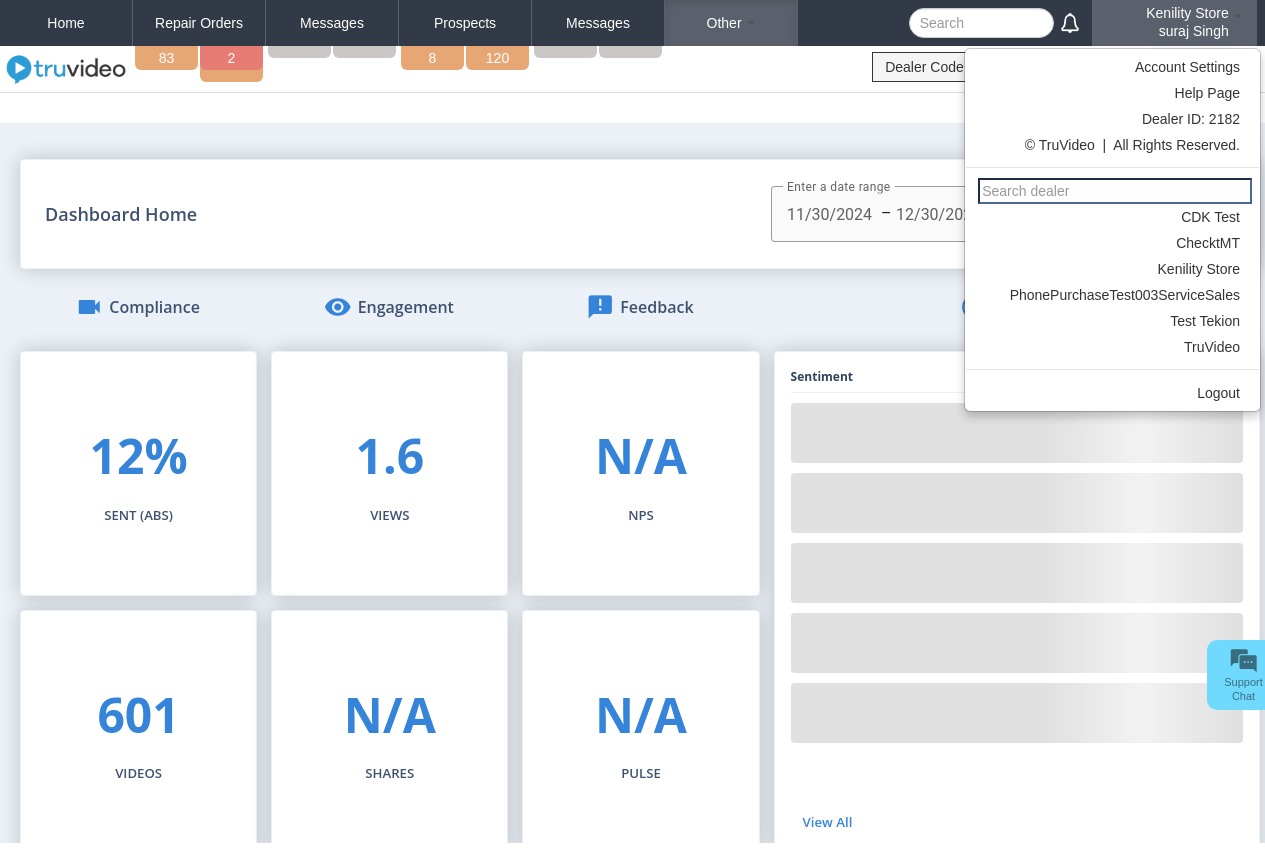 Home
Repair Orders
Messages
Prospects
Messages
Other
Search
Kenility Store
suraj Singh
truvideo
83
2
8
120
Dealer Code
Account Settings
Help Page
Dealer ID: 2182
© TruVideo | All Rights Reserved.
Search dealer
CDK Test
ChecktMT
Kenility Store
PhonePurchaseTest003ServiceSales
Test Tekion
TruVideo
Logout
Dashboard Home
Enter a date range
11/30/2024 – 12/30/202
Compliance
Engagement
Feedback
12%
SENT (ABS)
1.6
VIEWS
N/A
NPS
Sentiment
601
VIDEOS
N/A
SHARES
N/A
PULSE
View All
Support
Chat